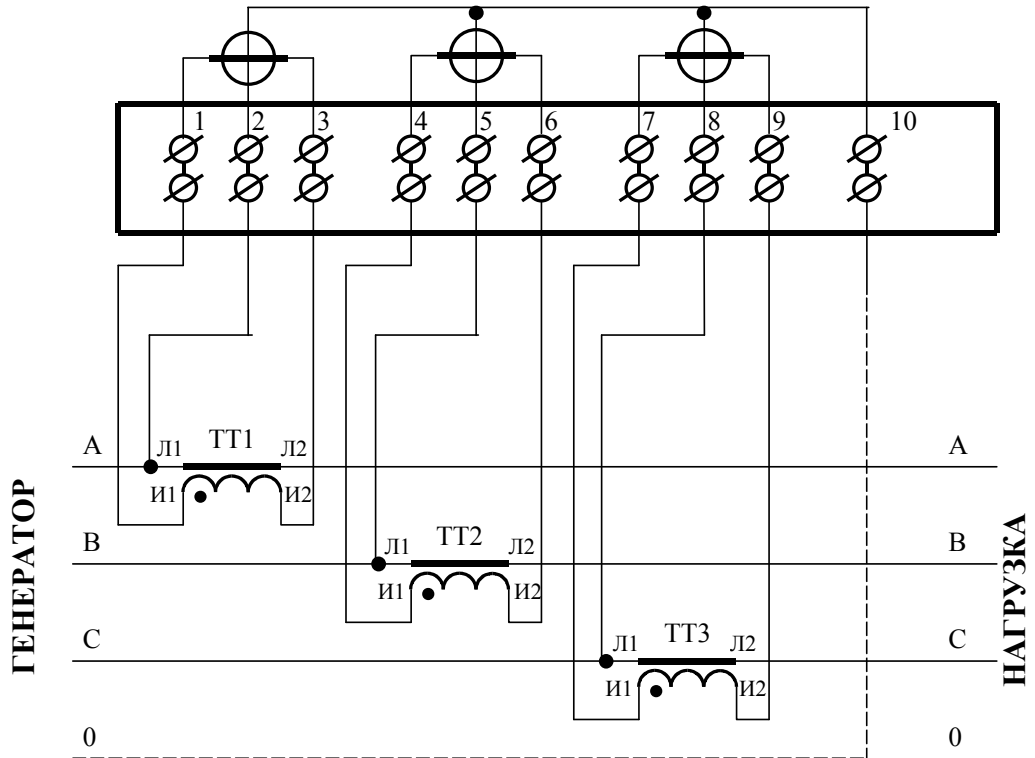 1 2 3 4 5 6 7 8 9 10
А Л1 ТТ1 Л2 А
И1 И2
В Л1 ТТ2 Л2 В
И1 И2
С Л1 ТТ3 Л2 С
И1 И2
0 0
ГЕНЕРАТОР
НАГРУЗКА